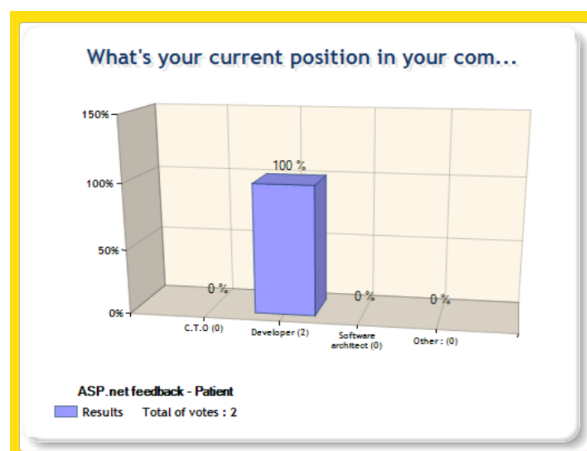 What's your current position in your com...
150%
100%
50%
0%
100 %
0 %
0 %
0 %
C.T.O (0)
Developer (2)
Software
architect (0)
Other : (0)
ASP.net feedback - Patient
Results Total of votes : 2